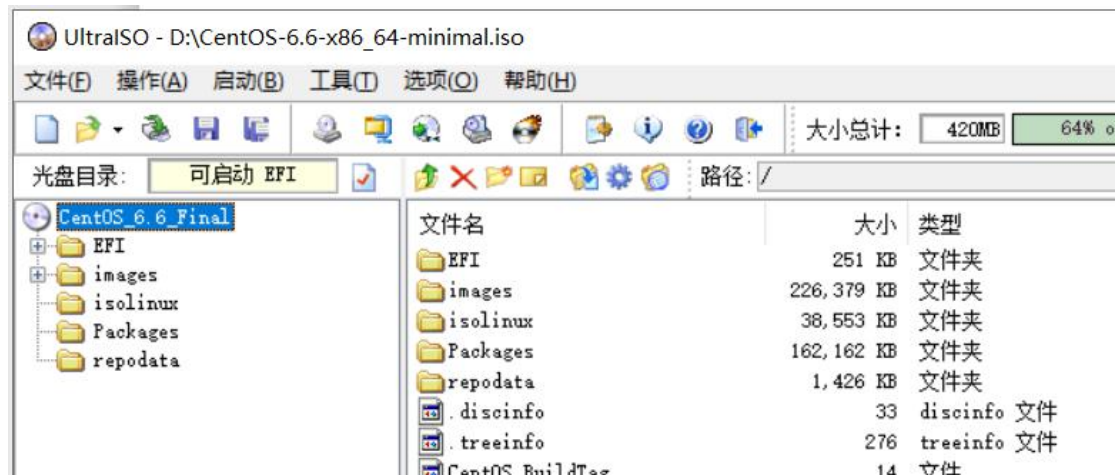 UltraISO - D:\CentOS-6.6-x86_64-minimal.iso
文件(F) 操作(A) 启动(B) 工具(T) 选项(O) 帮助(H)
大小总计: 420MB 64% o
光盘目录: 可启动 EFI 路径: /
CentOS_6.6_Final
EFI
images
isolinux
Packages
repodata
文件名 大小 类型
EFI 251 KB 文件夹
images 226,379 KB 文件夹
isolinux 38,553 KB 文件夹
Packages 162,162 KB 文件夹
repodata 1,426 KB 文件夹
.discinfo 33 discinfo 文件
.treeinfo 276 treeinfo 文件
CentOS_BuildTag 14 文件